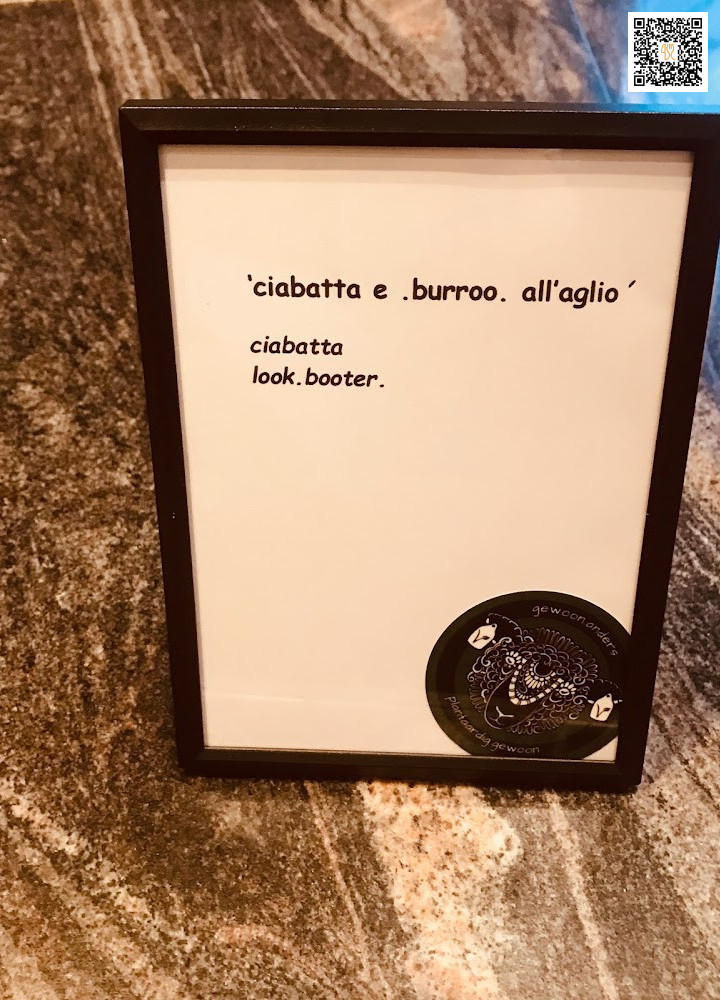 'ciabatta e .burroo. all'aglio'
ciabatta
look.booter.
gewoon anders
plantaardig gewoon